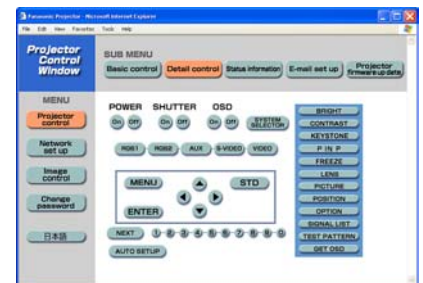 Panasonic Projector - Microsoft Internet Explorer
File Edit View Favorites Tools Help
Projector
Control
Window
SUB MENU
Basic control
Detail control
Status information
E-mail set up
Projector
firmware up date
MENU
Projector
control
Network
set up
Image
control
Change
password
日本語
POWER SHUTTER OSD
On Off On Off On Off
SYSTEM
SELECTOR
RGB1 RGB2 AUX S-VIDEO VIDEO
MENU STD
ENTER
NEXT 1 2 3 4 5 6 7 8 9 0
AUTO SETUP
BRIGHT
CONTRAST
KEYSTONE
P IN P
FREEZE
LENS
PICTURE
POSITION
OPTION
SIGNAL LIST
TEST PATTERN
GET OSD